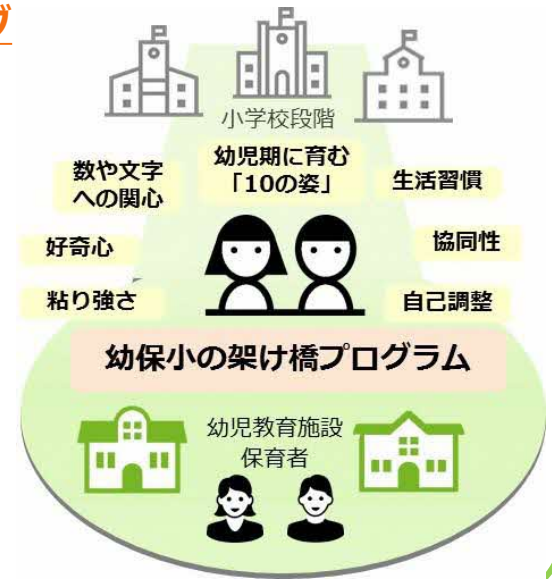 ブ
小学校段階
幼児期に育む
「10の姿」
数や文字
への関心
生活習慣
好奇心
協同性
粘り強さ
自己調整
幼保小の架け橋プログラム
幼児教育施設
保育者